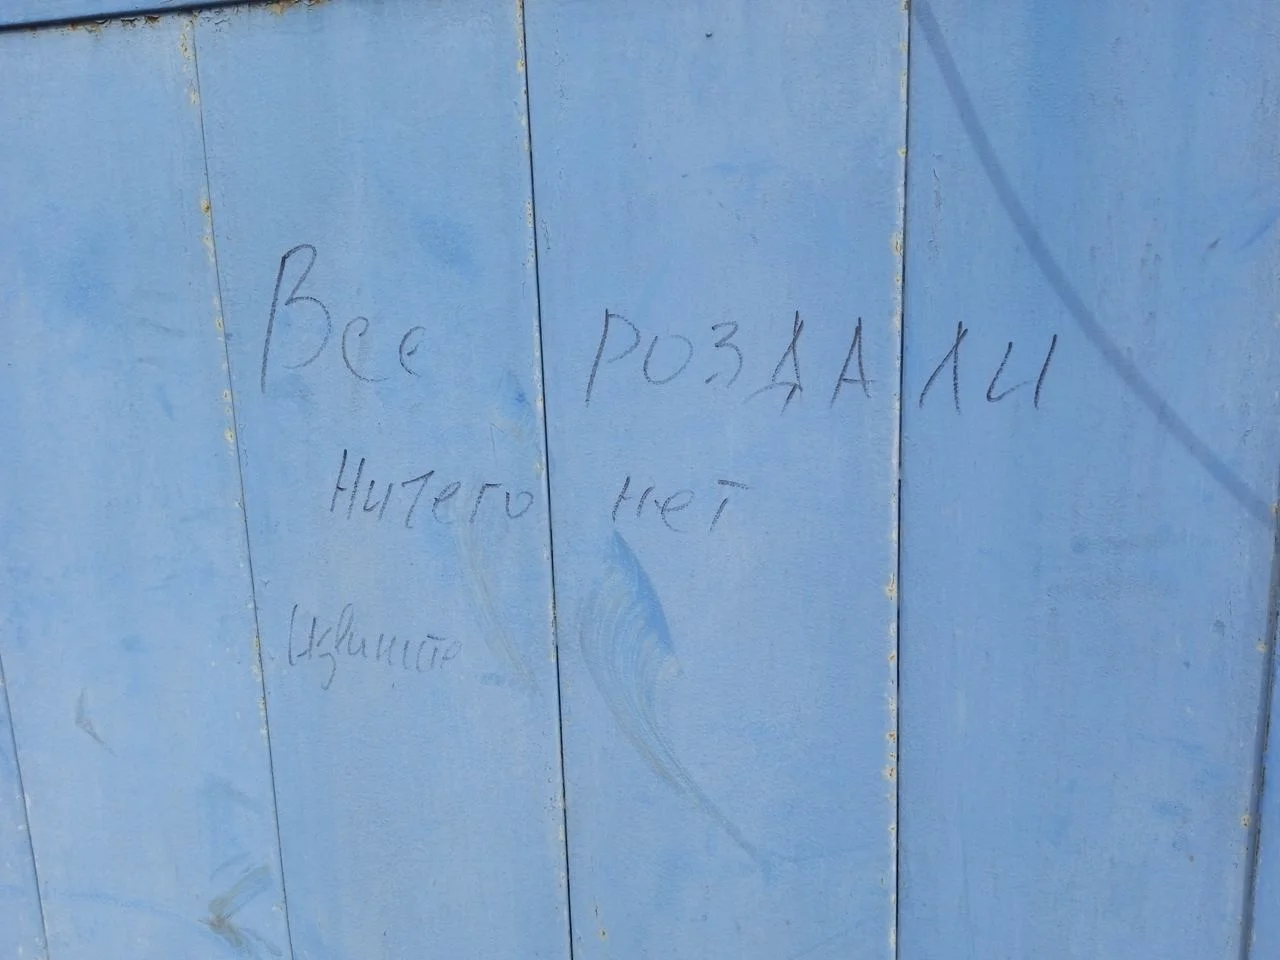 Все роздали
Ничего нет
извините